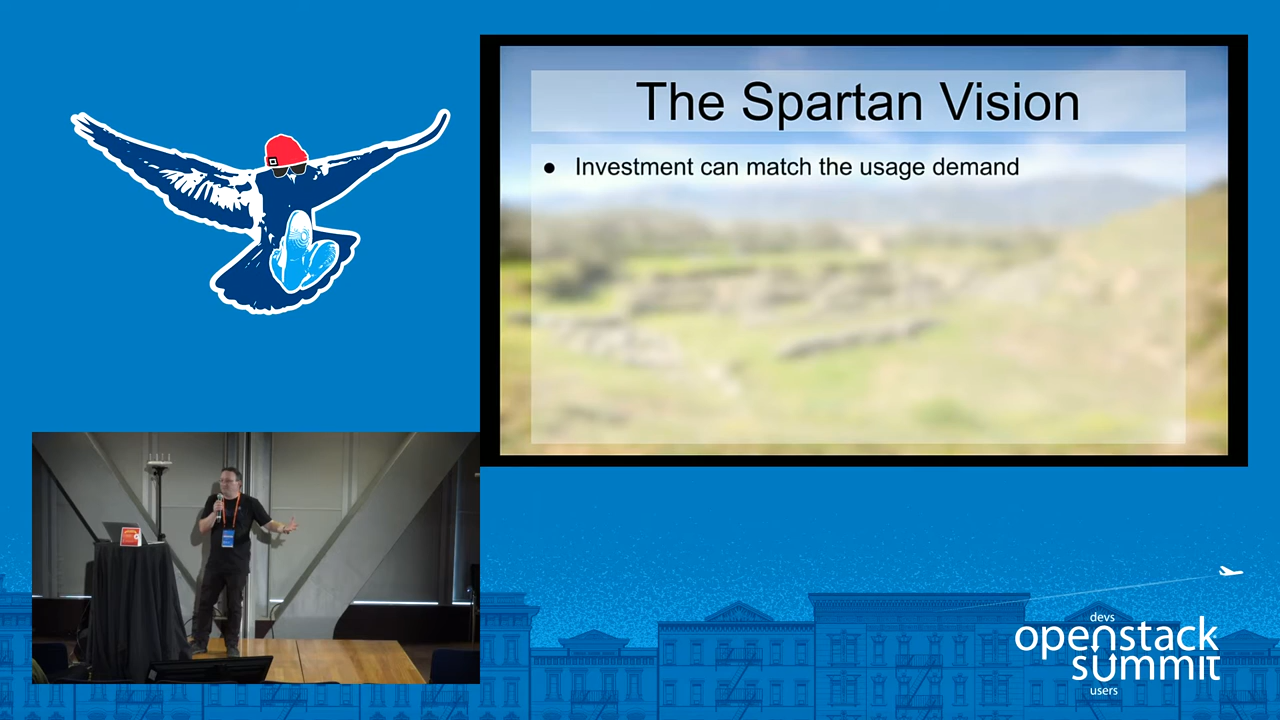 The Spartan Vision
● Investment can match the usage demand
devs
openstack
summit
users